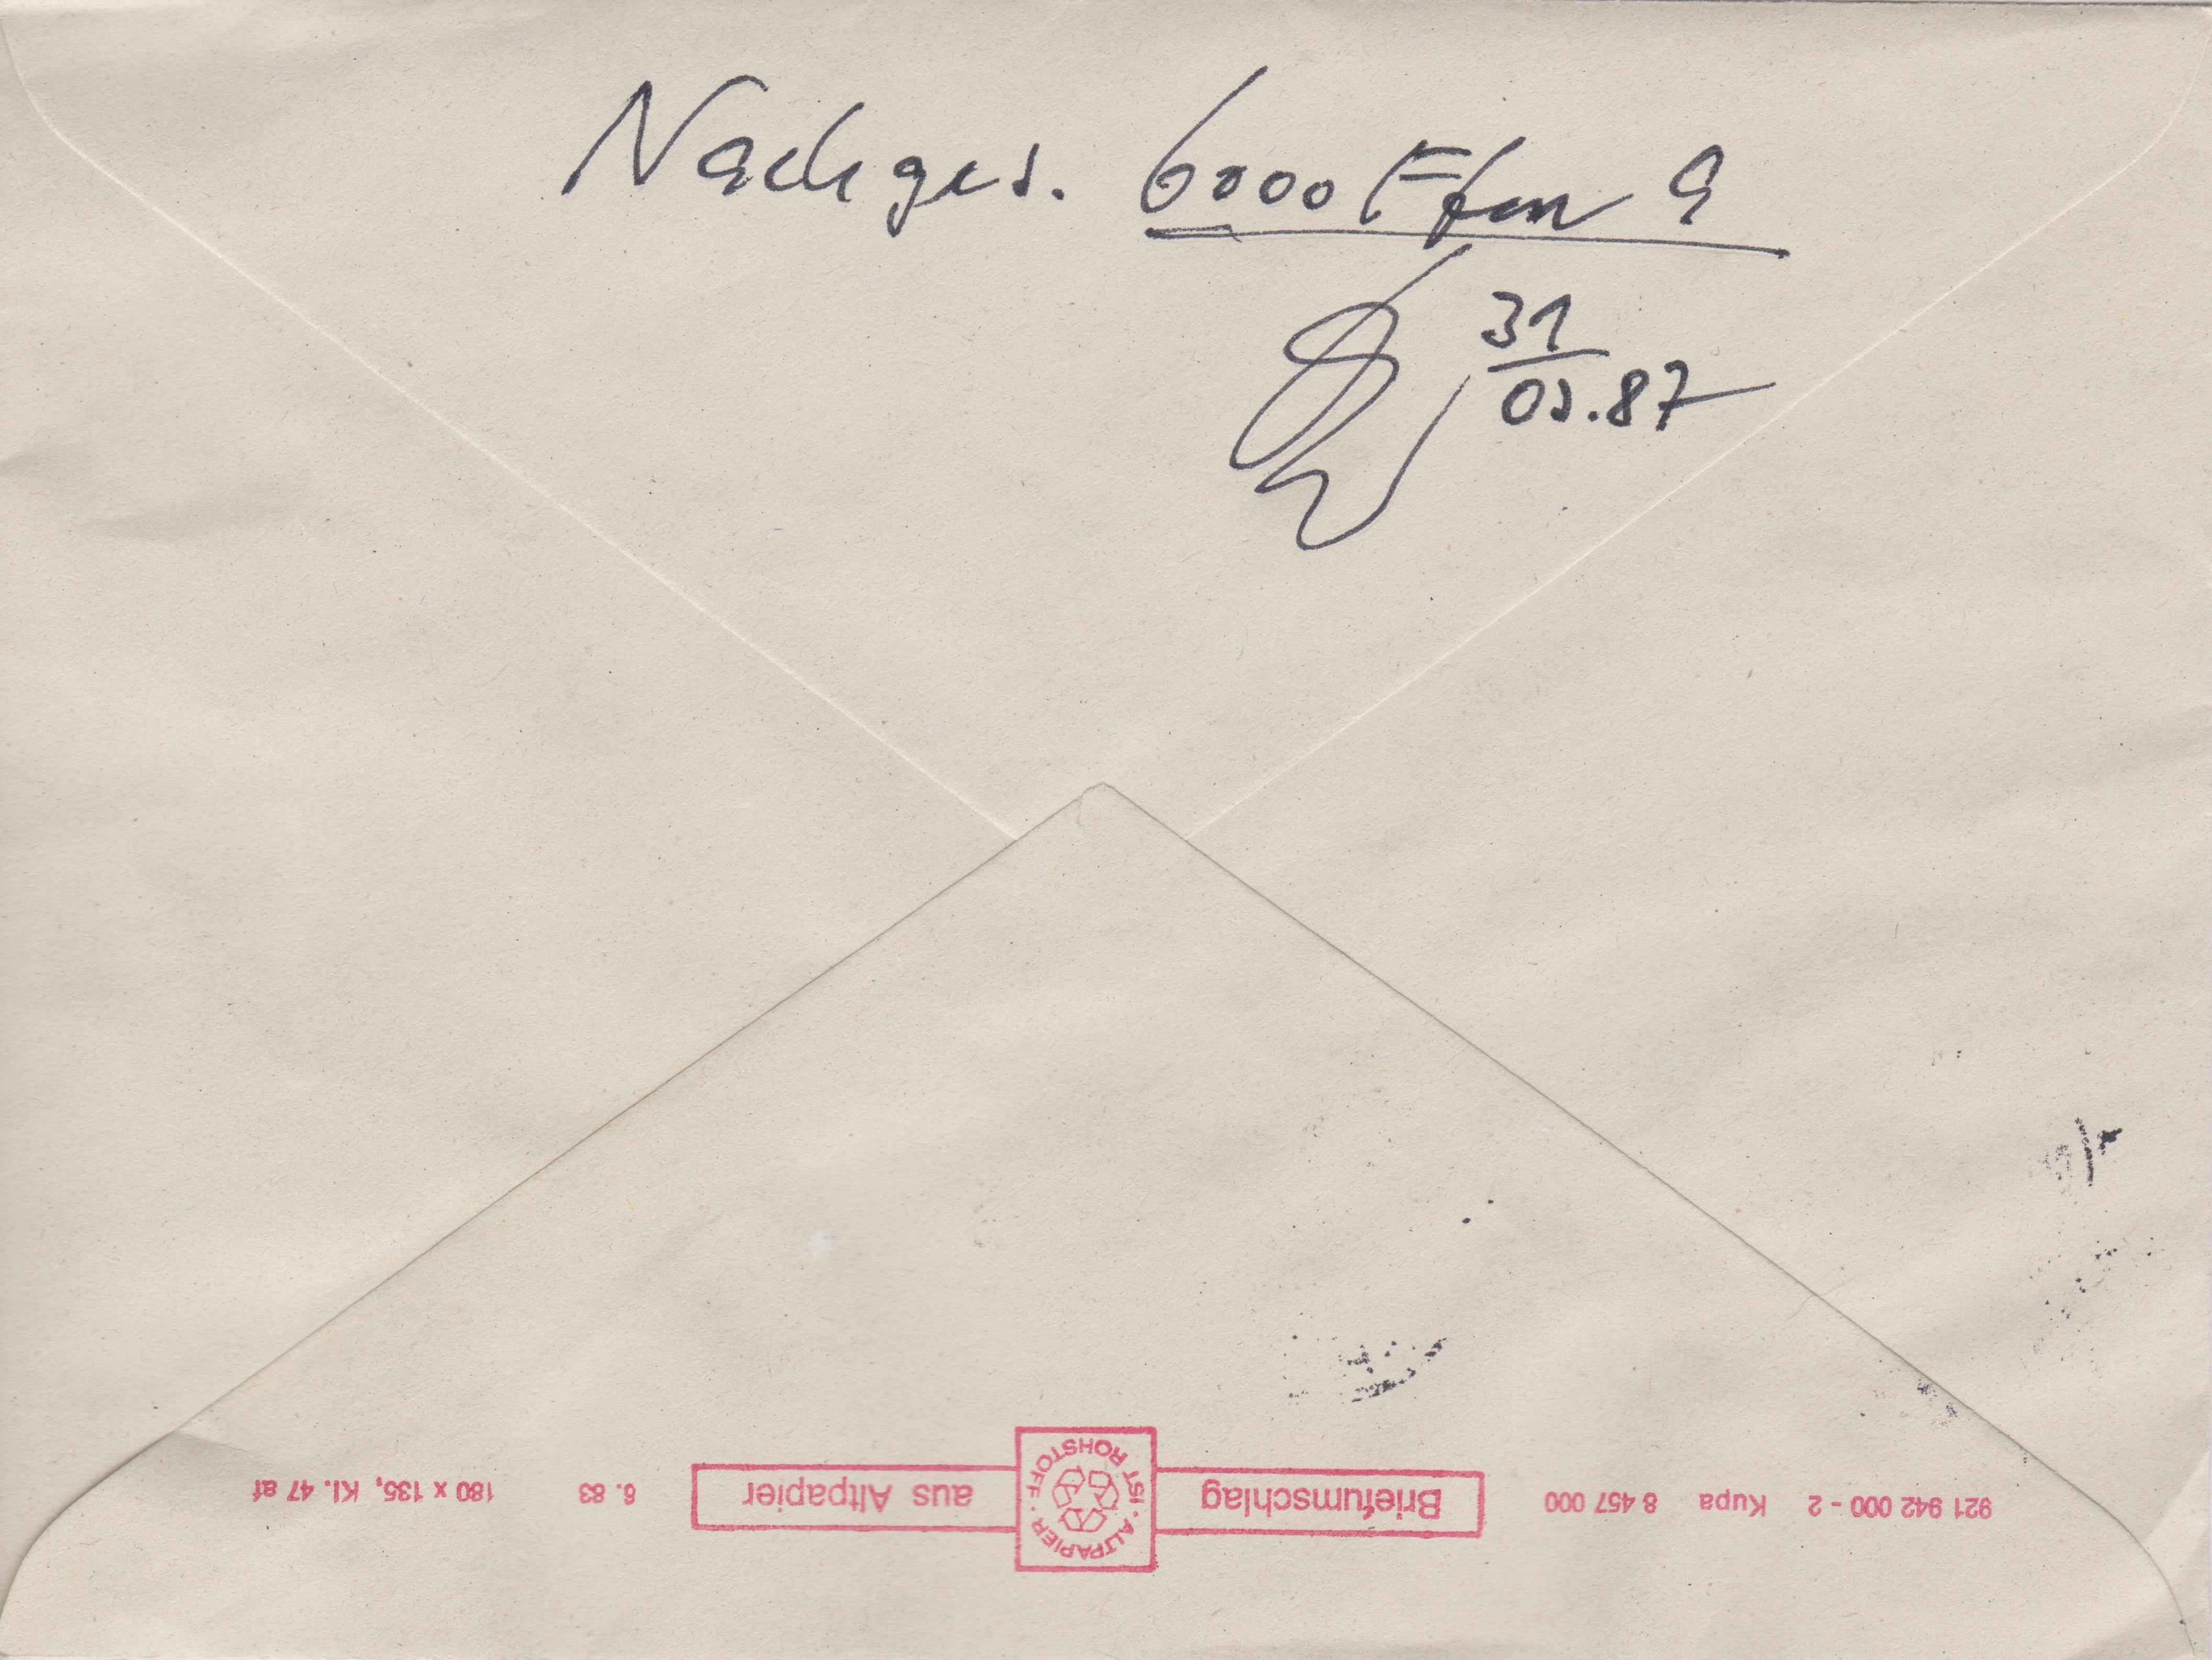 Nachges. 6000 Ffm 9
31
03.87
921 942 000 - 2 Kupa 8 457 000
Briefumschlag
· ALTPAPIER · IST ROHSTOFF
aus Altpapier
6. 83
180 x 135, Kl. 47 af